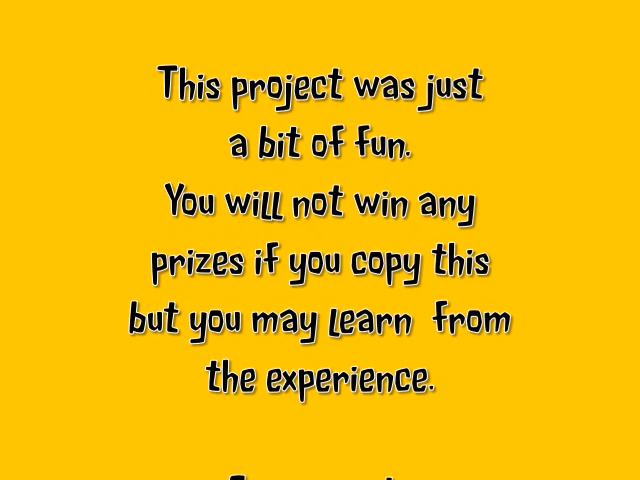 This project was just
a bit of fun.
You will not win any
prizes if you copy this
but you may learn  from
the experience.